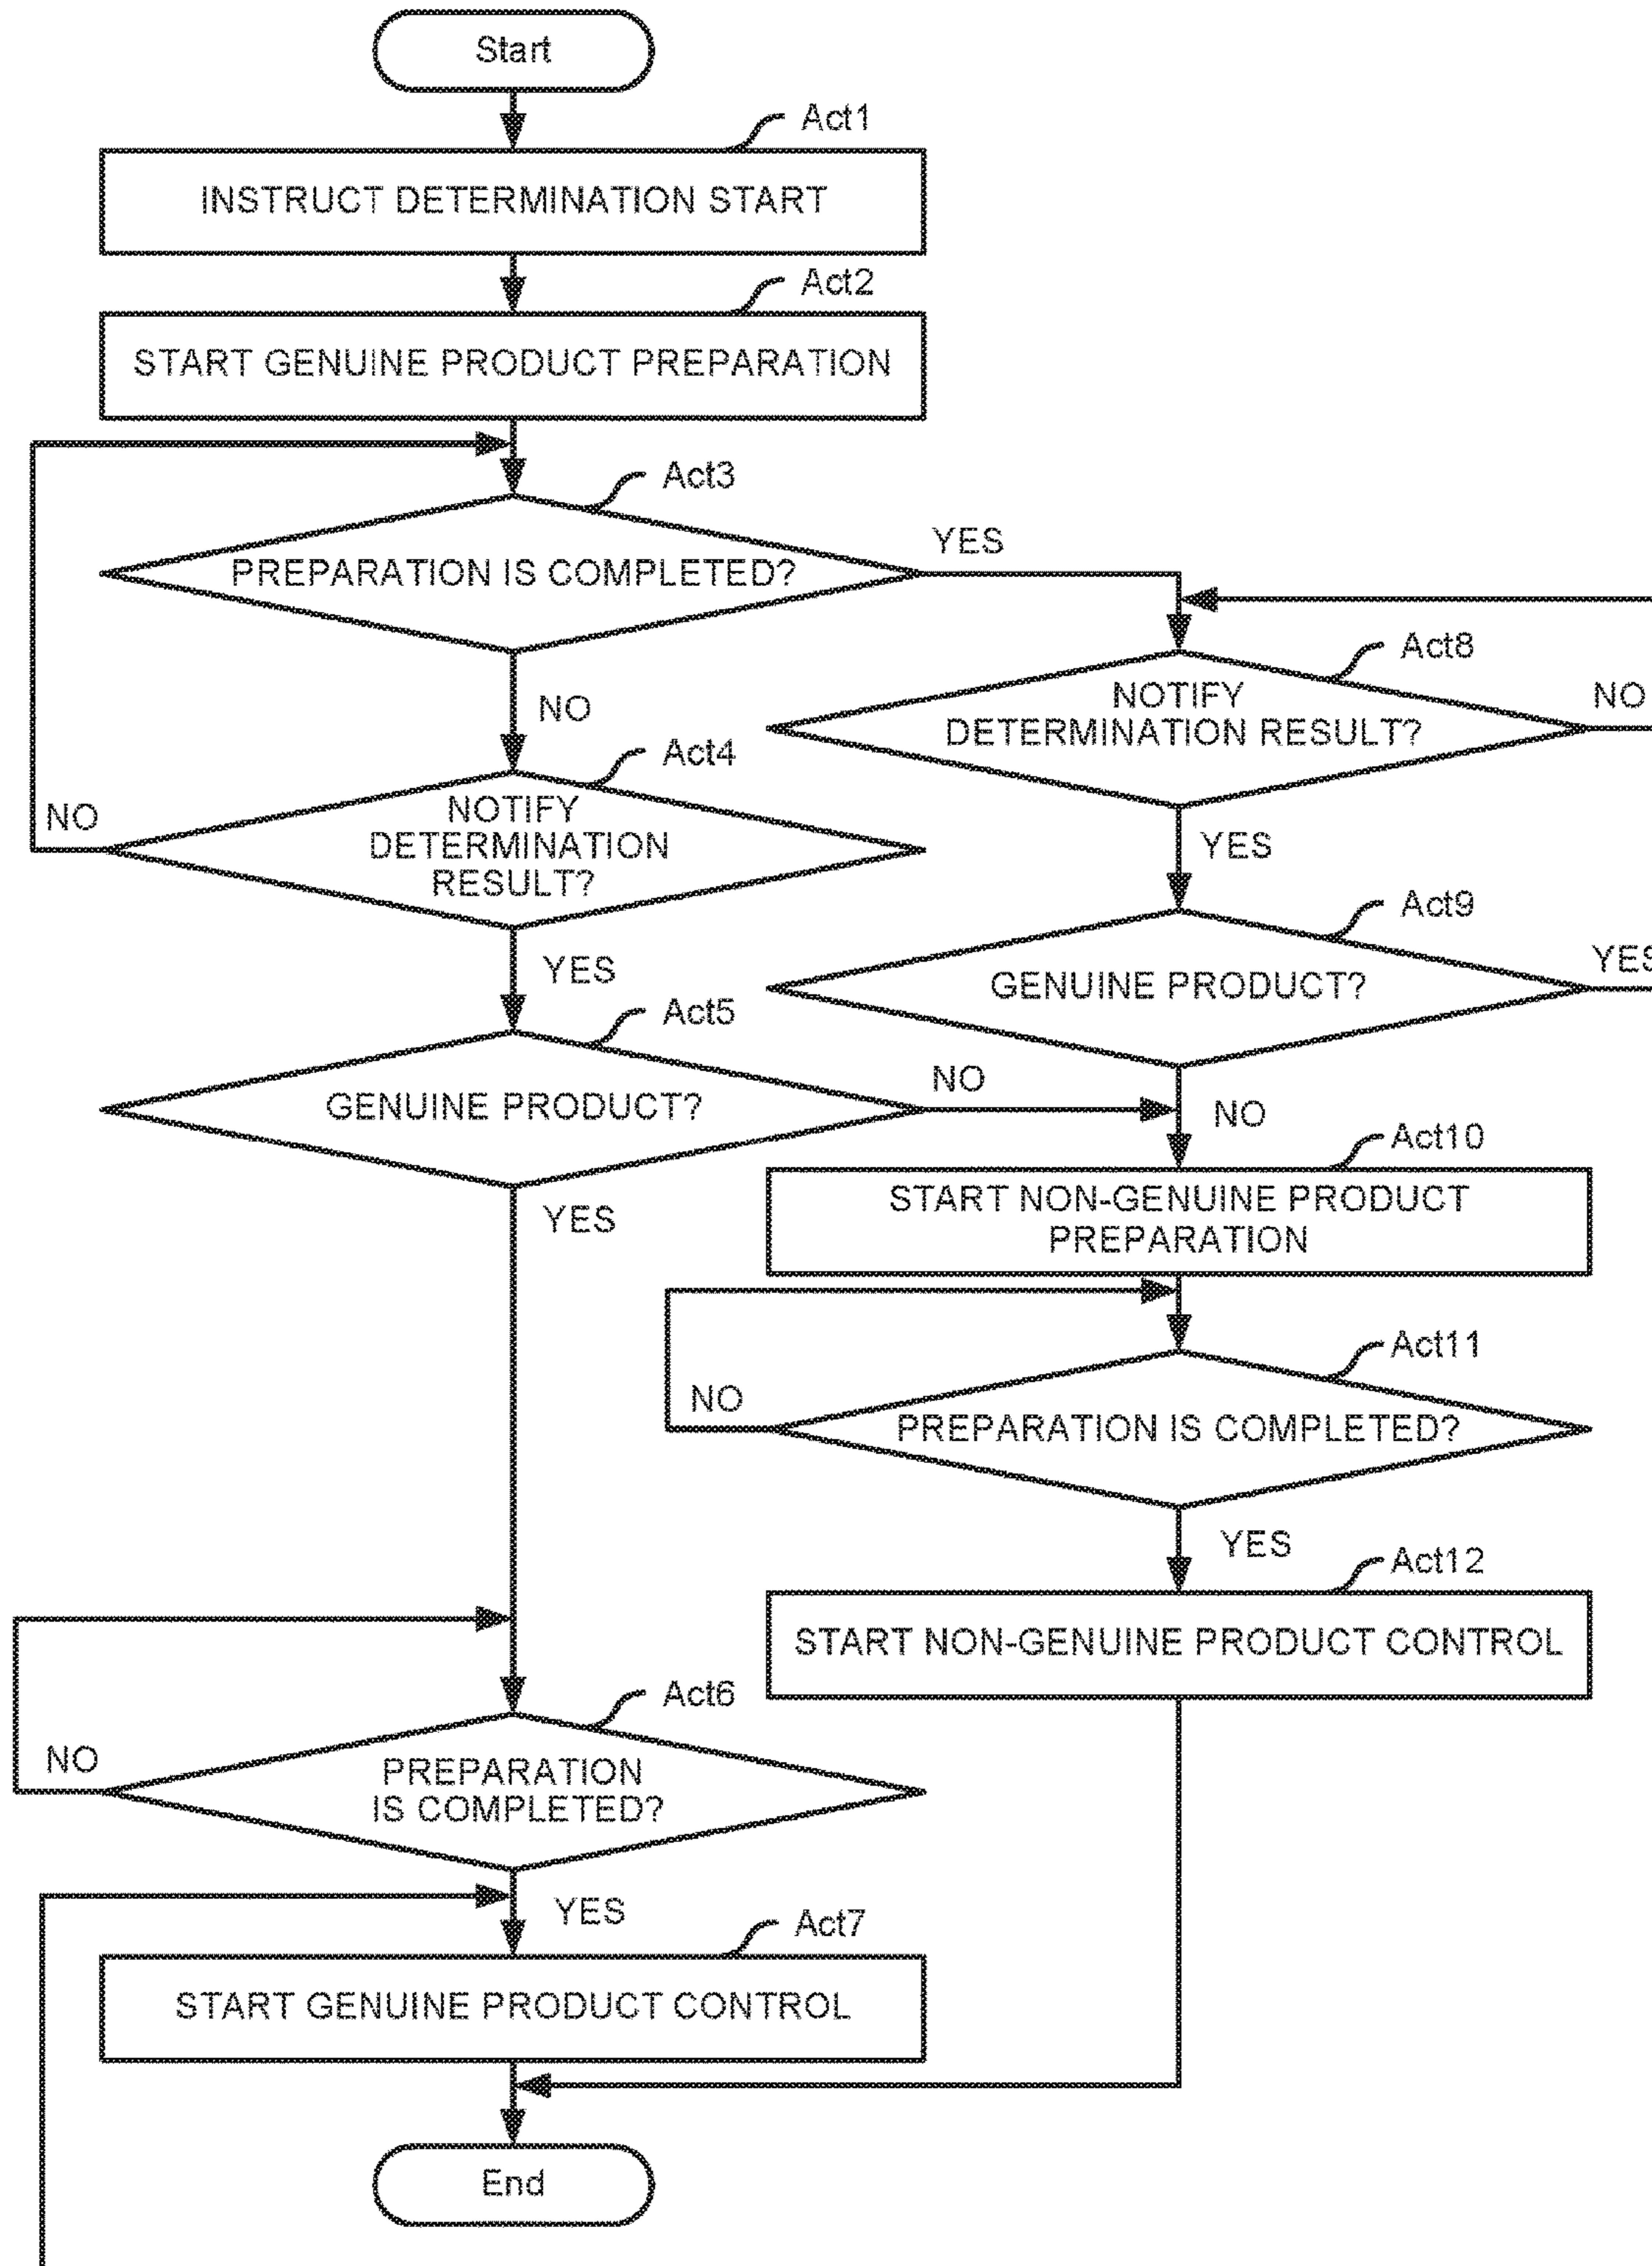 Start
Act1
INSTRUCT DETERMINATION START
Act2
START GENUINE PRODUCT PREPARATION
Act3
PREPARATION IS COMPLETED?
YES
NO
Act4
NOTIFY
DETERMINATION
RESULT?
NO
YES
Act5
GENUINE PRODUCT?
NO
YES
Act6
PREPARATION
IS COMPLETED?
NO
YES
Act7
START GENUINE PRODUCT CONTROL
End
Act8
NOTIFY
DETERMINATION RESULT?
NO
YES
Act9
GENUINE PRODUCT?
YES
NO
Act10
START NON-GENUINE PRODUCT
PREPARATION
Act11
PREPARATION IS COMPLETED?
NO
YES
Act12
START NON-GENUINE PRODUCT CONTROL